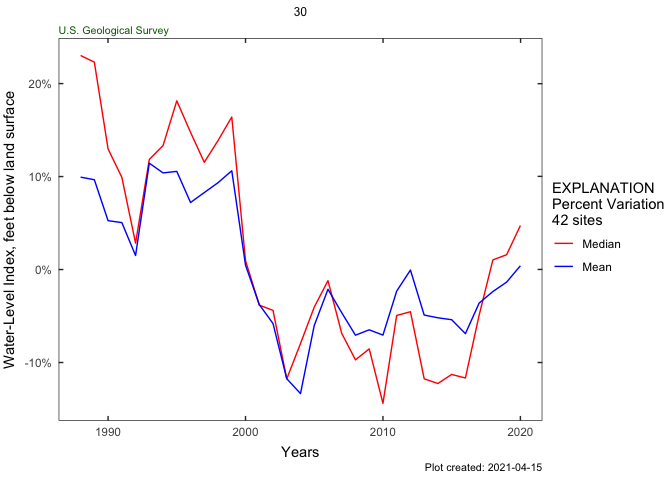 30
U.S. Geological Survey
Water-Level Index, feet below land surface
20%
10%
0%
-10%
1990 2000 2010 2020
Years
EXPLANATION
Percent Variation
42 sites
Median
Mean
Plot created: 2021-04-15